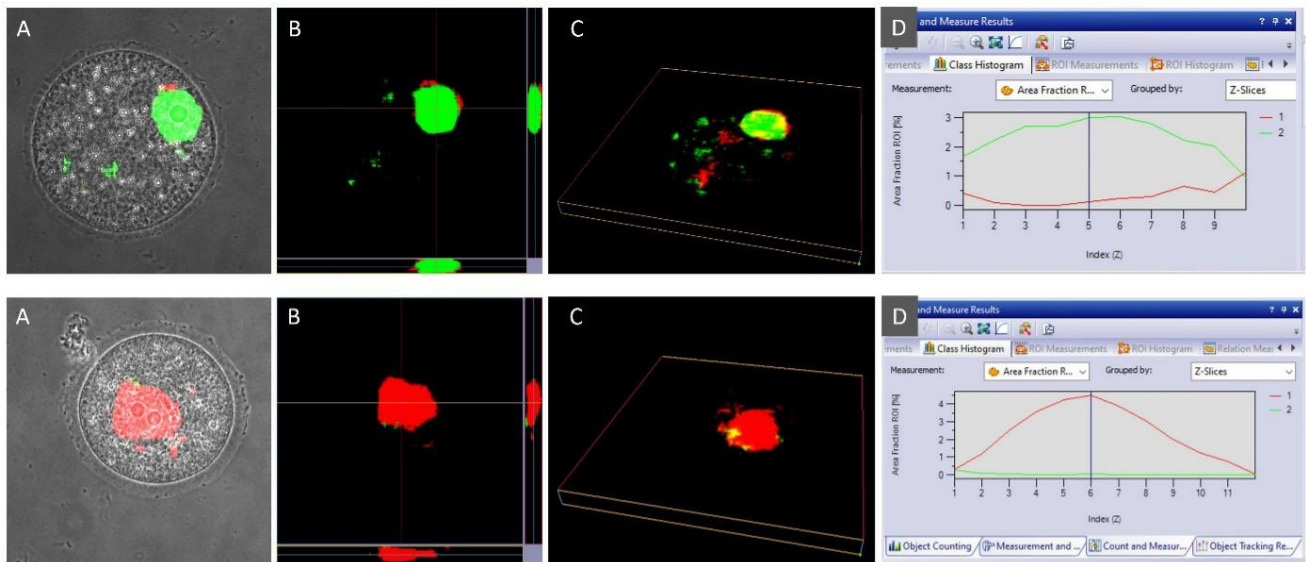 A
B
C
D
and Measure Results
ements
Class Histogram
ROI Measurements
ROI Histogram
Measurement:
Area Fraction R...
Grouped by:
Z-Slices
Area Fraction ROI [%]
3
2
1
0
1 2 3 4 5 6 7 8 9
Index (Z)
1
2
A
B
C
D
and Measure Results
ments
Class Histogram
ROI Measurements
ROI Histogram
Relation Mea
Measurement:
Area Fraction R...
Grouped by:
Z-Slices
Area Fraction ROI [%]
4
3
2
1
0
1 2 3 4 5 6 7 8 9 10 11
Index (Z)
1
2
Object Counting
Measurement and ...
Count and Measur...
Object Tracking Re...